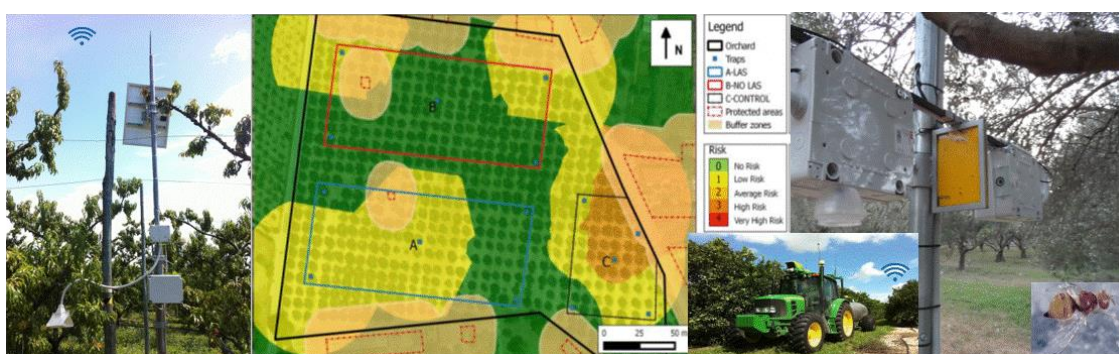 N
B
A
C
0 25 50 m
Legend
Orchard
Traps
A-LAS
B-NO LAS
C-CONTROL
Protected areas
Buffer zones
Risk
0 No Risk
1 Low Risk
2 Average Risk
3 High Risk
4 Very High Risk